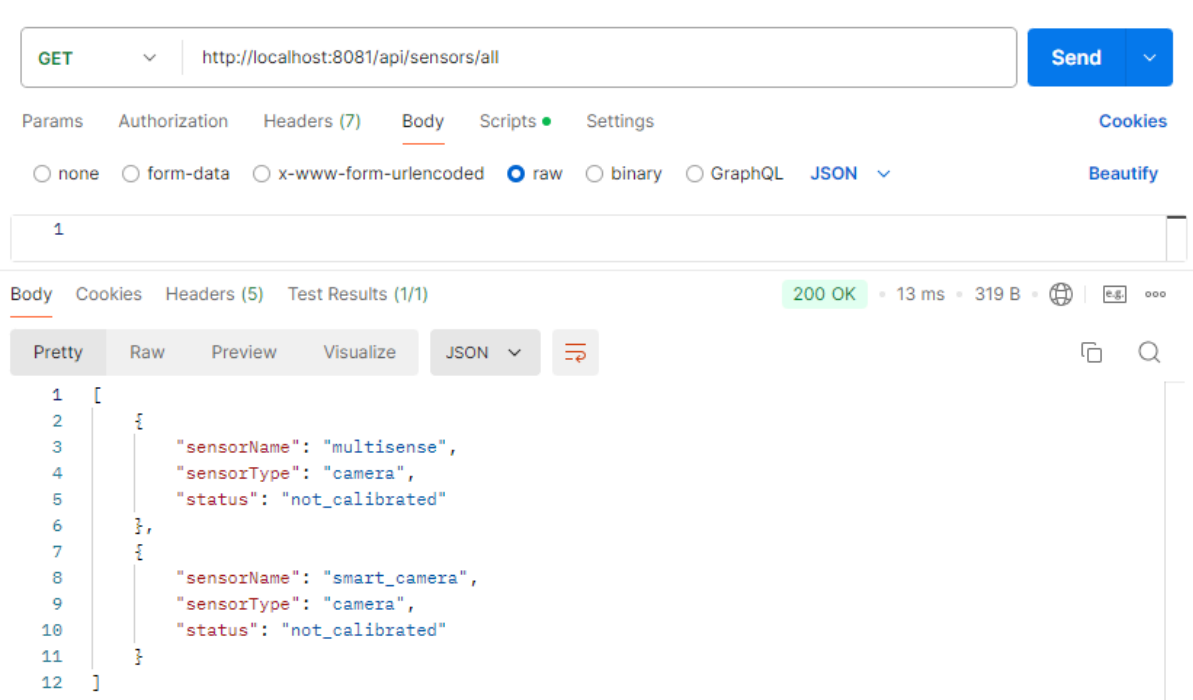 GET http://localhost:8081/api/sensors/all Send
Params Authorization Headers (7) Body Scripts Settings Cookies
none form-data x-www-form-urlencoded raw binary GraphQL JSON Beautify
1
Body Cookies Headers (5) Test Results (1/1) 200 OK 13 ms 319 B e.g.
Pretty Raw Preview Visualize JSON
1 [
2 {
3 "sensorName": "multisense",
4 "sensorType": "camera",
5 "status": "not_calibrated"
6 },
7 {
8 "sensorName": "smart_camera",
9 "sensorType": "camera",
10 "status": "not_calibrated"
11 }
12 ]